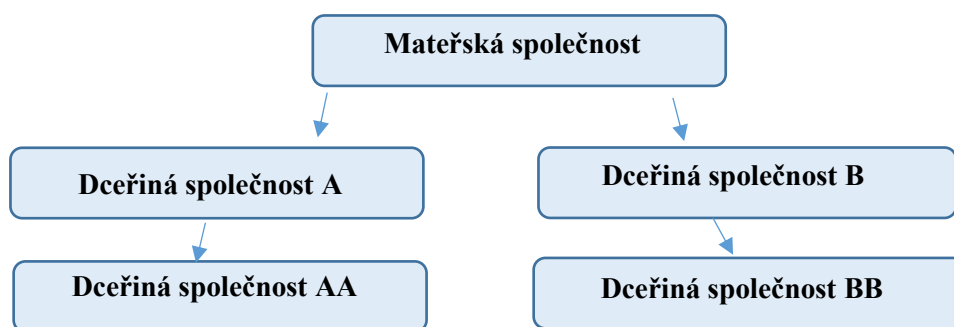 Mateřská společnost
Dceřiná společnost A
Dceřiná společnost B
Dceřiná společnost AA
Dceřiná společnost BB